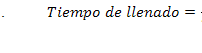 . Tiempo de llenado =